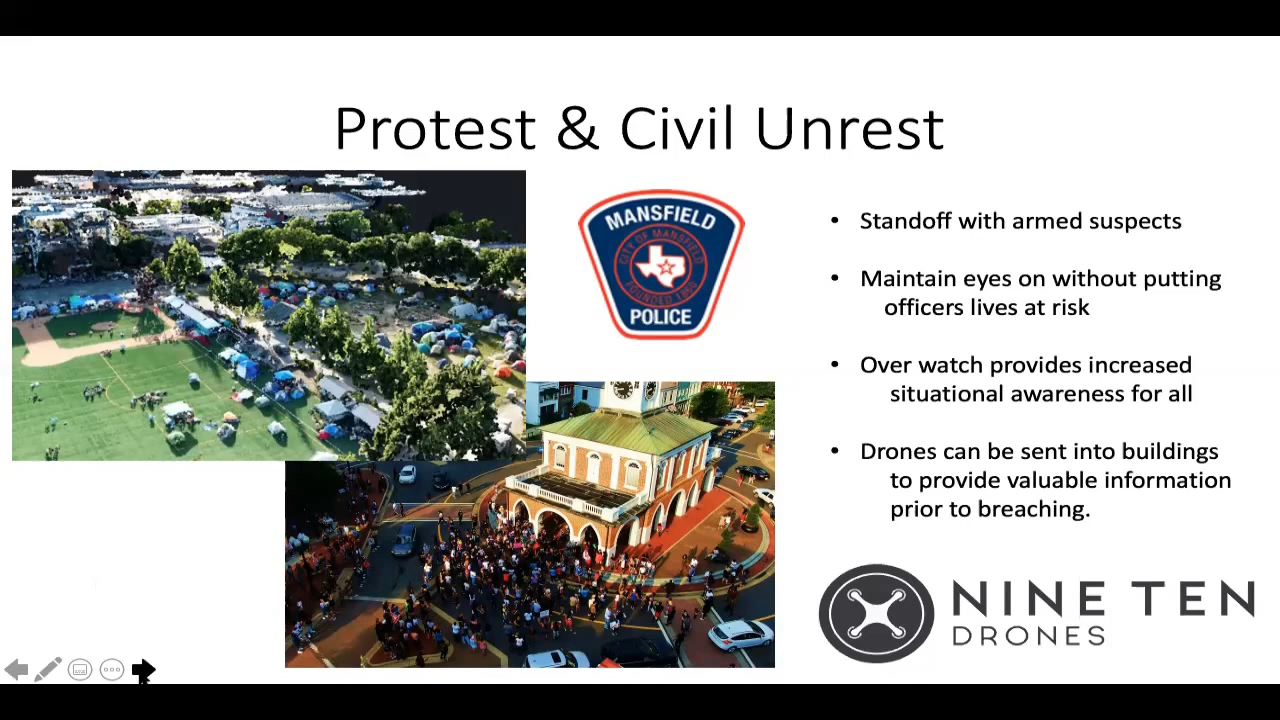 Protest & Civil Unrest
MANSFIELD
CITY OF MANSFIELD
FOUNDED 1890
POLICE
• Standoff with armed suspects
• Maintain eyes on without putting
officers lives at risk
• Over watch provides increased
situational awareness for all
• Drones can be sent into buildings
to provide valuable information
prior to breaching.
NINE TEN
DRONES